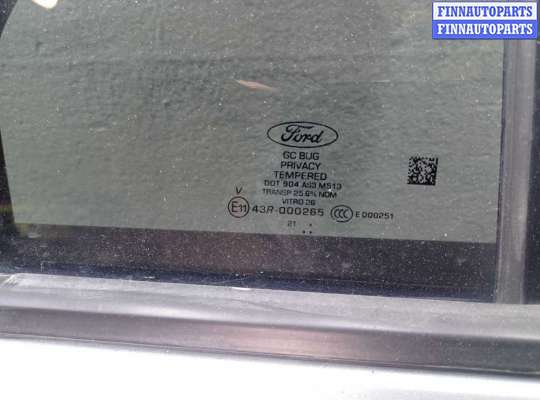 FINNAUTOPARTS
FINNAUTOPARTS
Ford
GC BUG
PRIVACY
TEMPERED
DOT 904 AS3 M513
TRANSP 25.6% NOM
VITRO 26
V
E11 43R-000265 CCC E 000251
21